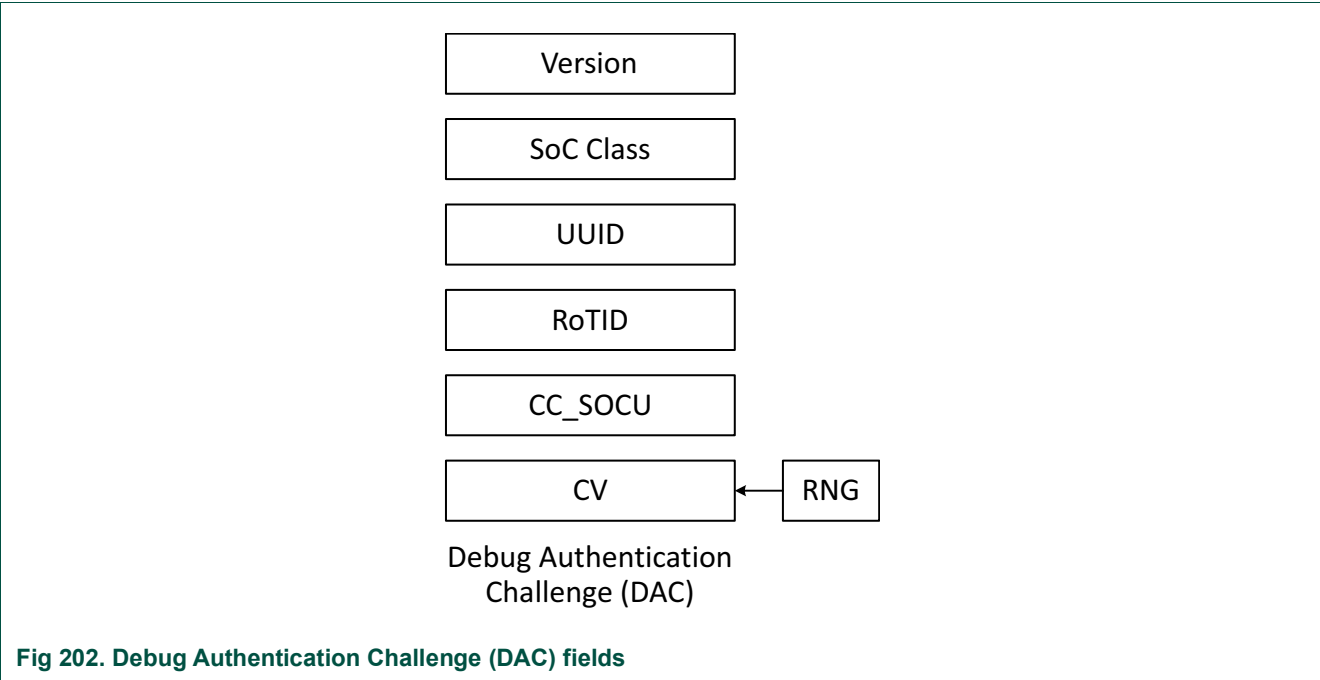 Version
SoC Class
UUID
RoTID
CC_SOCU
CV
RNG
Debug Authentication
Challenge (DAC)
Fig 202. Debug Authentication Challenge (DAC) fields